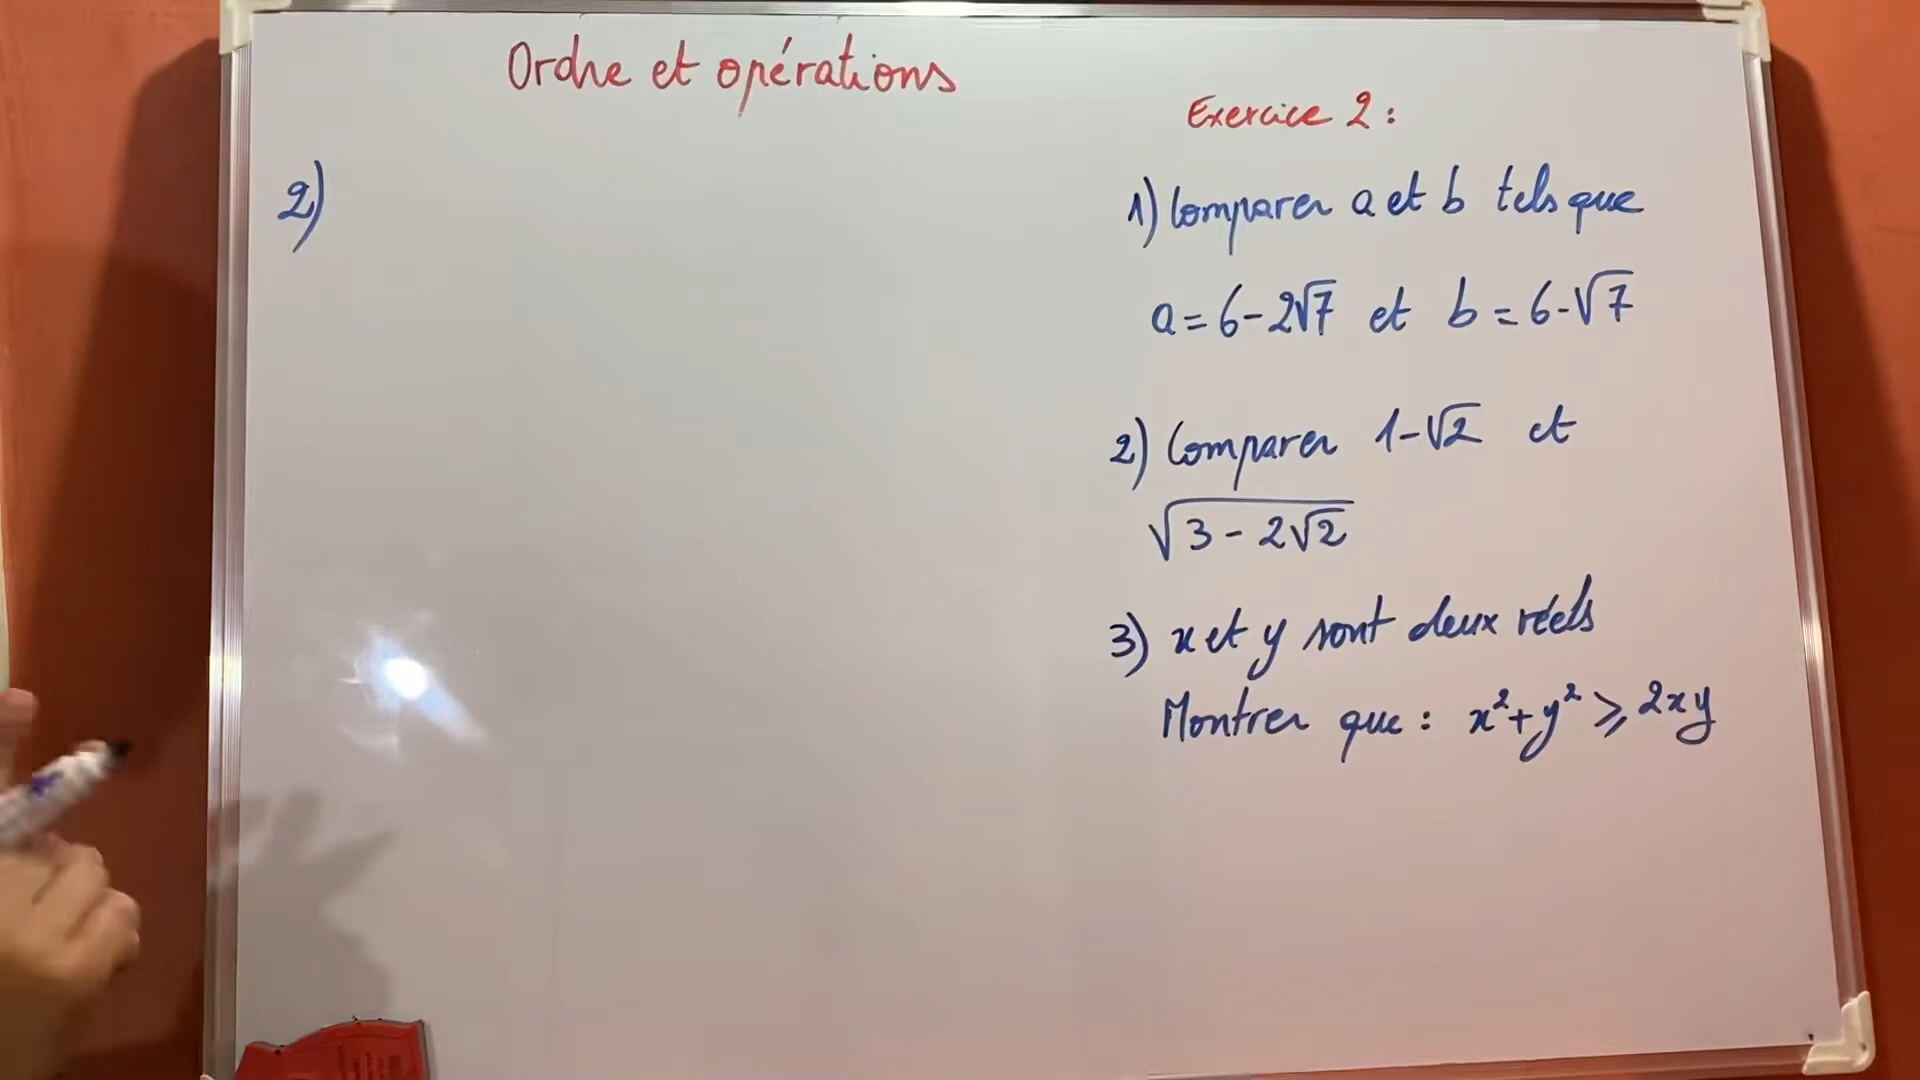 Ordre et opérations
Exercice 2 :
2)
1) Comparer a et b tels que
a = 6 - 2√7 et b = 6 - √7
2) Comparer 1 - √2 et
√(3 - 2√2)
3) x et y sont deux réels
Montrer que : x² + y² ⩾ 2xy